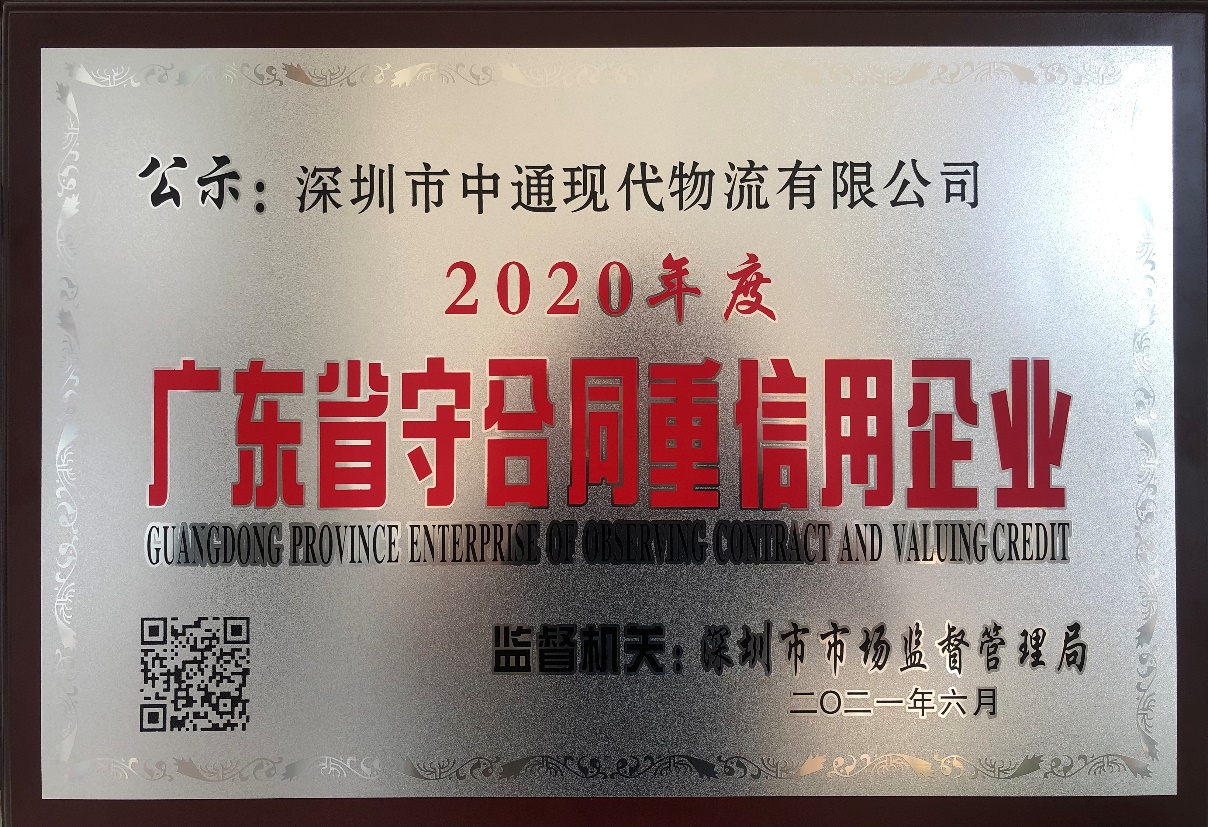 公示：深圳市中通现代物流有限公司
2020年度
广东省守合同重信用企业
GUANGDONG PROVINCE ENTERPRISE OF OBSERVING CONTRACT AND VALUING CREDIT
监督机关：深圳市市场监督管理局
二〇二一年六月